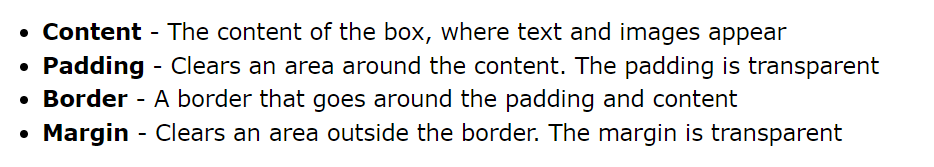 • Content - The content of the box, where text and images appear
• Padding - Clears an area around the content. The padding is transparent
• Border - A border that goes around the padding and content
• Margin - Clears an area outside the border. The margin is transparent